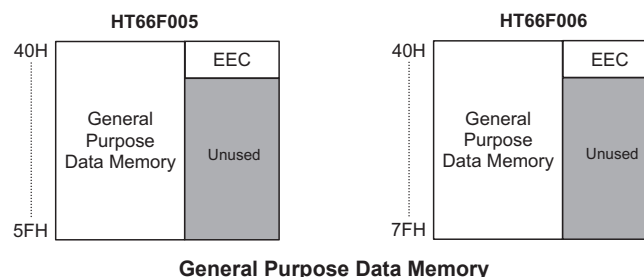 HT66F005
40H
EEC
General
Purpose
Data Memory
Unused
5FH
HT66F006
40H
EEC
General
Purpose
Data Memory
Unused
7FH
General Purpose Data Memory